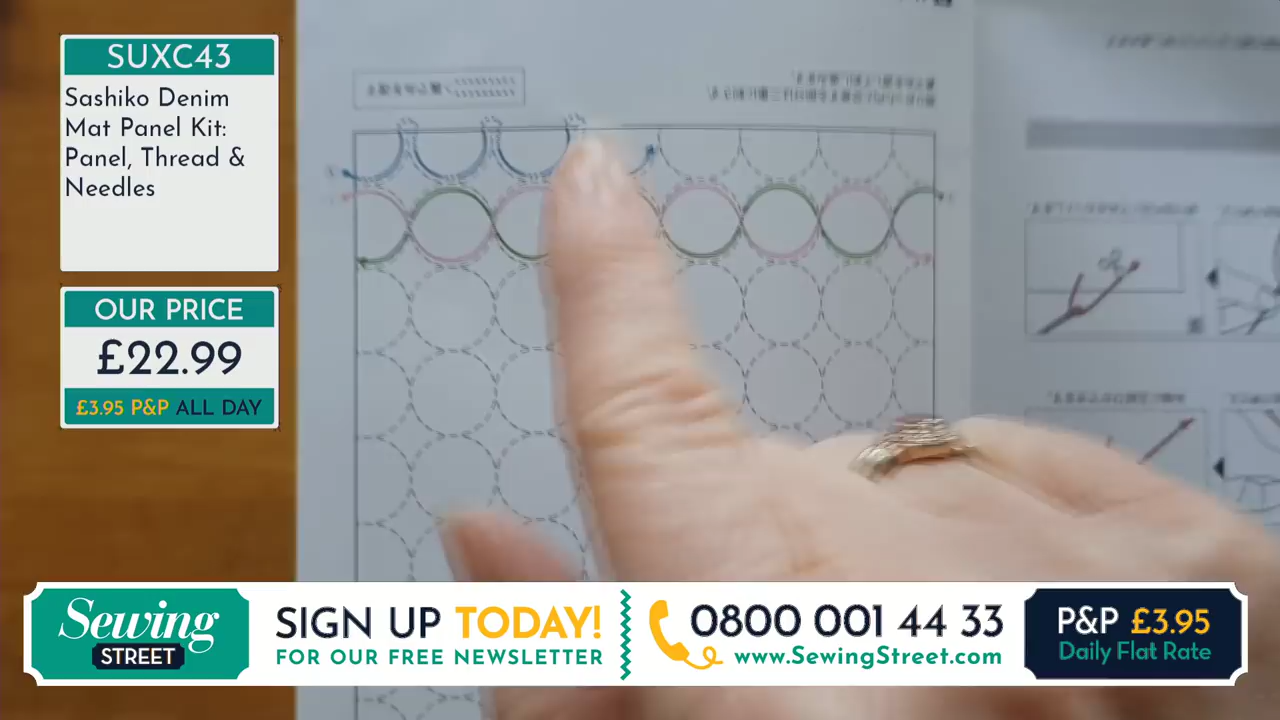 SUXC43
Sashiko Denim
Mat Panel Kit:
Panel, Thread &
Needles
OUR PRICE
£22.99
£3.95 P&P ALL DAY
Sewing
STREET
SIGN UP TODAY!
FOR OUR FREE NEWSLETTER
0800 001 44 33
www.SewingStreet.com
P&P £3.95
Daily Flat Rate